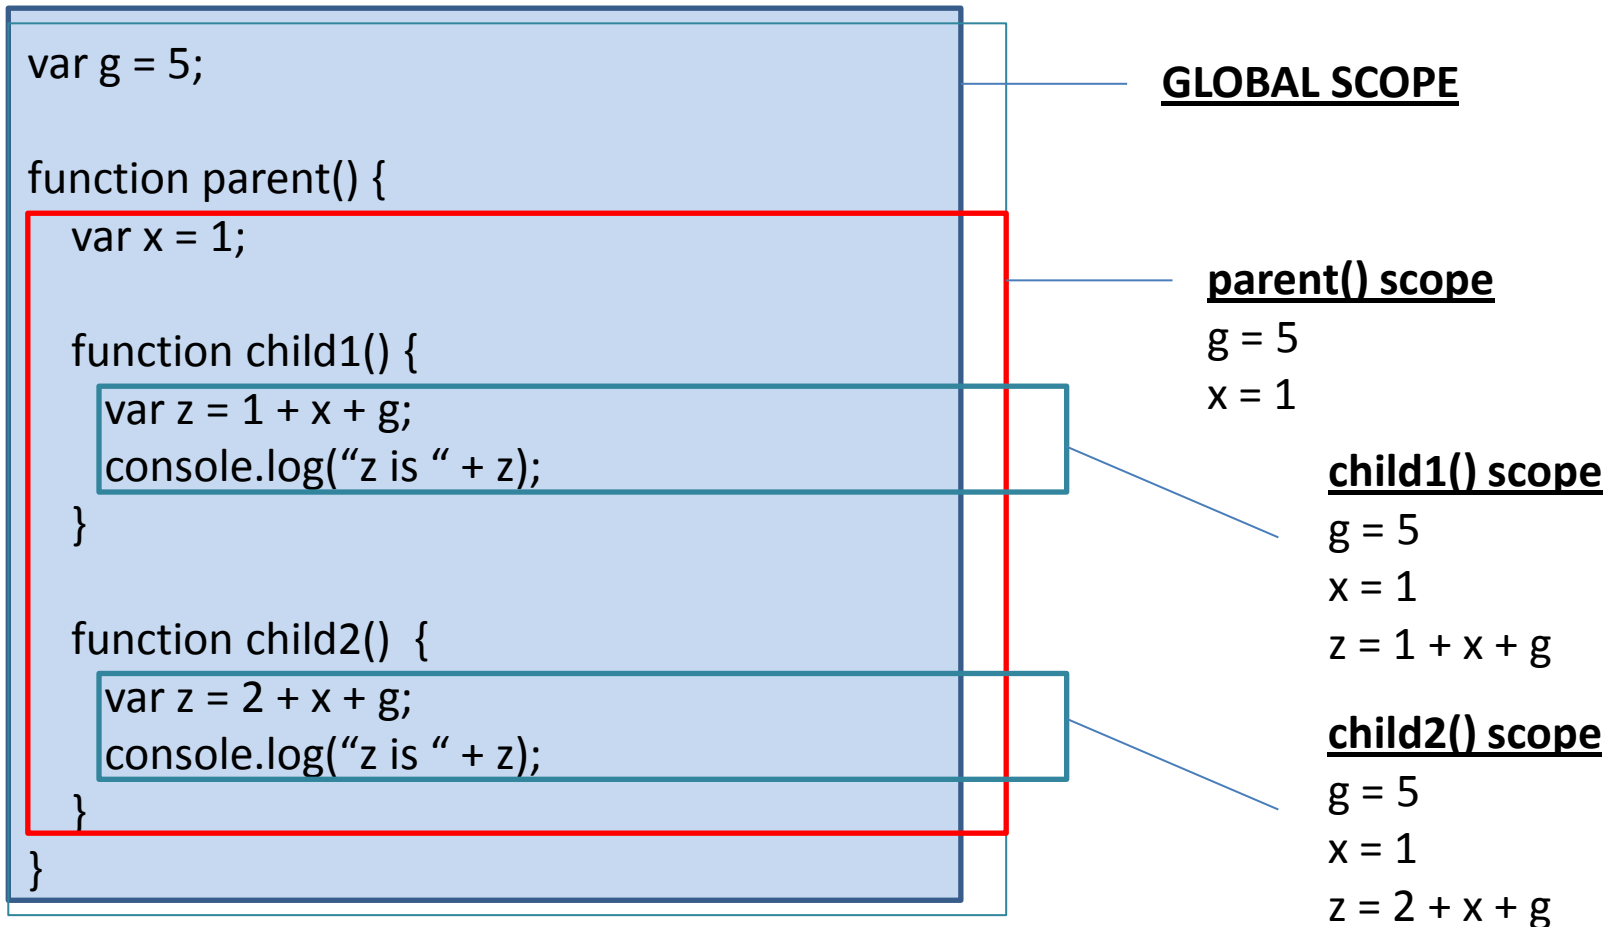 var g = 5;
function parent() {
var x = 1;
function child1() {
var z = 1 + x + g;
console.log(“z is “ + z);
}
function child2()  {
var z = 2 + x + g;
console.log(“z is “ + z);
}
}
GLOBAL SCOPE
parent() scope
g = 5
x = 1
child1() scope
g = 5
x = 1
z = 1 + x + g
child2() scope
g = 5
x = 1
z = 2 + x + g